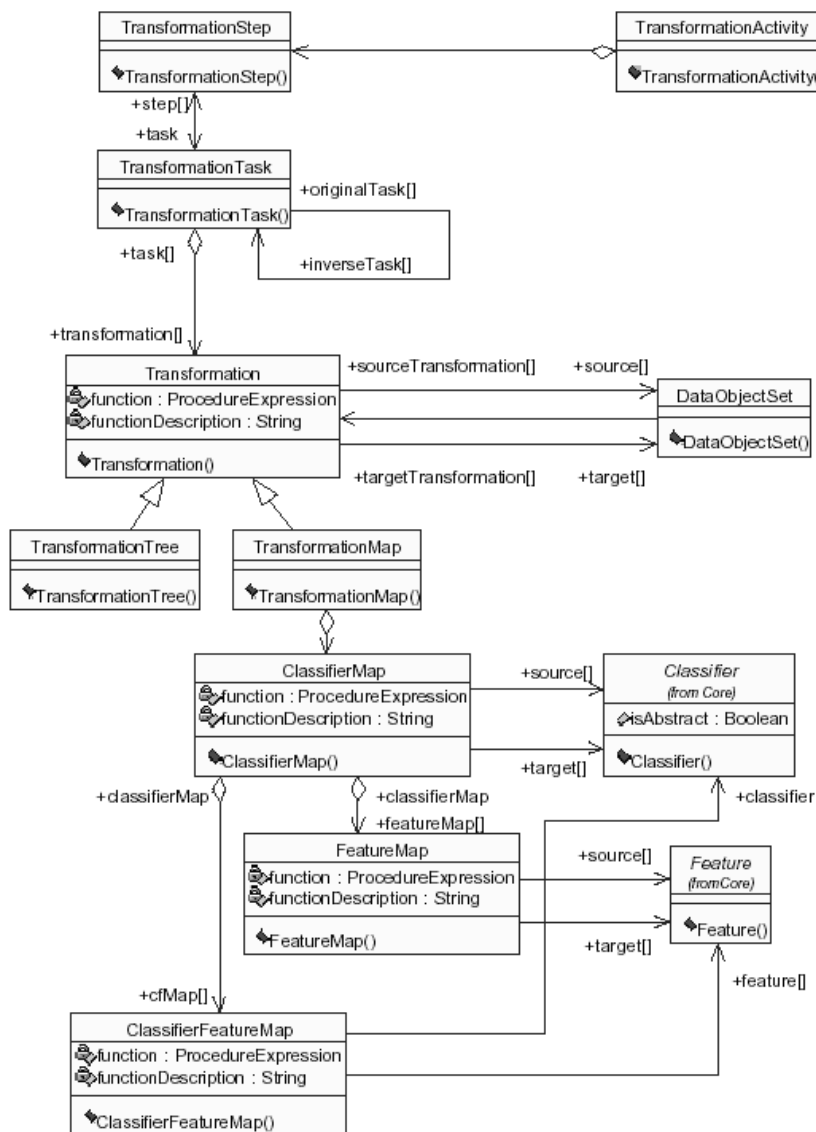 TransformationStep
TransformationStep()
TransformationActivity
TransformationActivity(
+step[]
+task
TransformationTask
TransformationTask()
+originalTask[]
+inverseTask[]
+task[]
+transformation[]
Transformation
function : ProcedureExpression
functionDescription : String
Transformation()
+sourceTransformation[]
+source[]
+targetTransformation[]
+target[]
DataObjectSet
DataObjectSet()
TransformationTree
TransformationTree()
TransformationMap
TransformationMap()
ClassifierMap
function : ProcedureExpression
functionDescription : String
ClassifierMap()
+source[]
+target[]
Classifier
(from Core)
isAbstract : Boolean
Classifier()
+classifierMap
+classifierMap
+classifier
+featureMap[]
FeatureMap
function : ProcedureExpression
functionDescription : String
FeatureMap()
+source[]
+target[]
Feature
(from Core)
Feature()
+feature[]
+cfMap[]
ClassifierFeatureMap
function : ProcedureExpression
functionDescription : String
ClassifierFeatureMap()